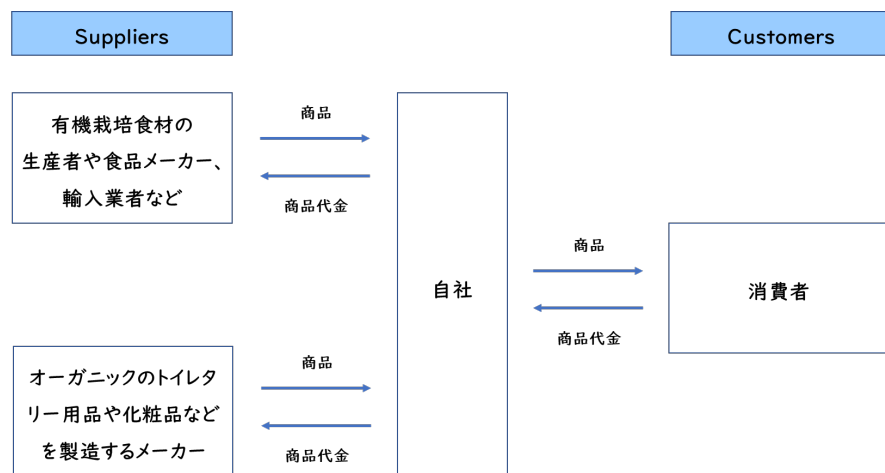 Suppliers
Customers
有機栽培食材の
生産者や食品メーカー、
輸入業者など
商品
商品代金
自社
商品
商品代金
消費者
オーガニックのトイレタ
リー用品や化粧品など
を製造するメーカー
商品
商品代金